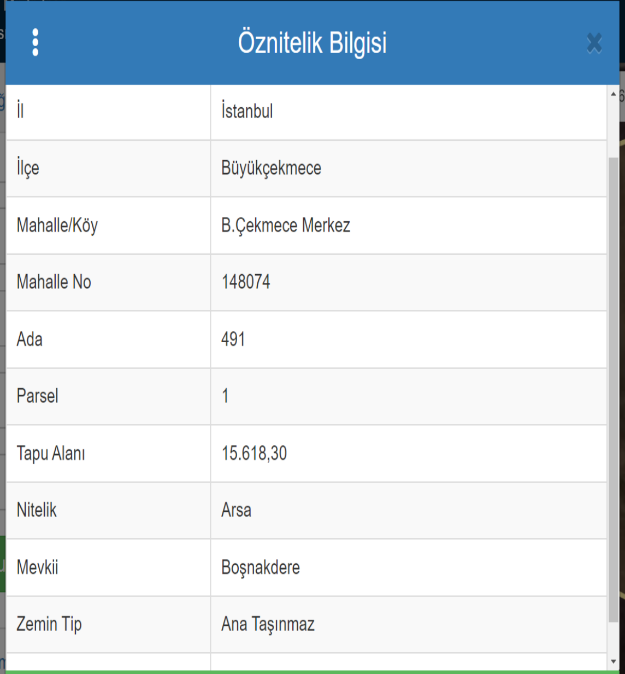 Öznitelik Bilgisi
İl İstanbul
İlçe Büyükçekmece
Mahalle/Köy B.Çekmece Merkez
Mahalle No 148074
Ada 491
Parsel 1
Tapu Alanı 15.618,30
Nitelik Arsa
Mevkii Boşnakdere
Zemin Tip Ana Taşınmaz